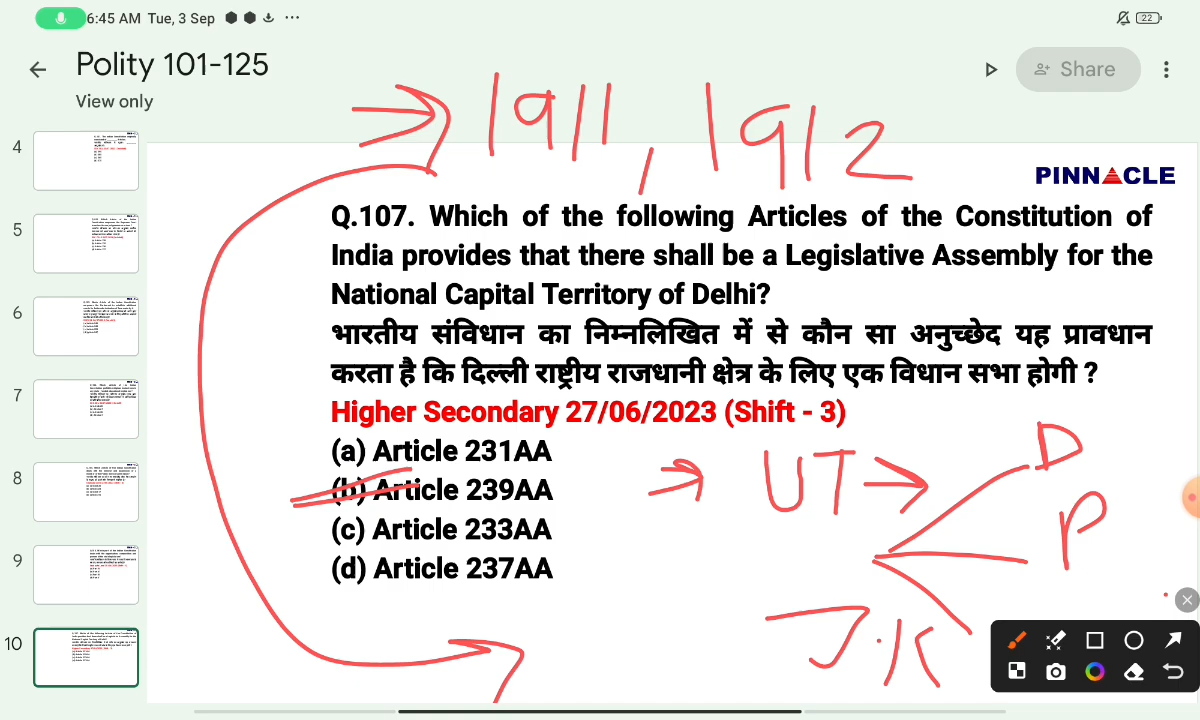 6:45 AM Tue, 3 Sep
22
Polity 101-125
Share
View only
1911, 1912
PINNACLE
Q.107. Which of the following Articles of the Constitution of
India provides that there shall be a Legislative Assembly for the
National Capital Territory of Delhi?
भारतीय संविधान का निम्नलिखित में से कौन सा अनुच्छेद यह प्रावधान
करता है कि दिल्ली राष्ट्रीय राजधानी क्षेत्र के लिए एक विधान सभा होगी ?
Higher Secondary 27/06/2023 (Shift - 3)
(a) Article 231AA
(b) Article 239AA
(c) Article 233AA
(d) Article 237AA
UT
D
P
J.K
4
5
6
7
8
9
10